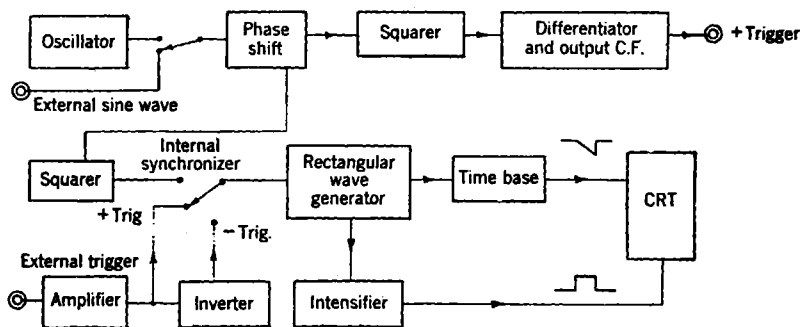 Oscillator
Phase
shift
Squarer
Differentiator
and output C.F.
+ Trigger
External sine wave
Internal
synchronizer
Squarer
+ Trig
Rectangular
wave
generator
Time base
CRT
– Trig.
External trigger
Amplifier
Inverter
Intensifier